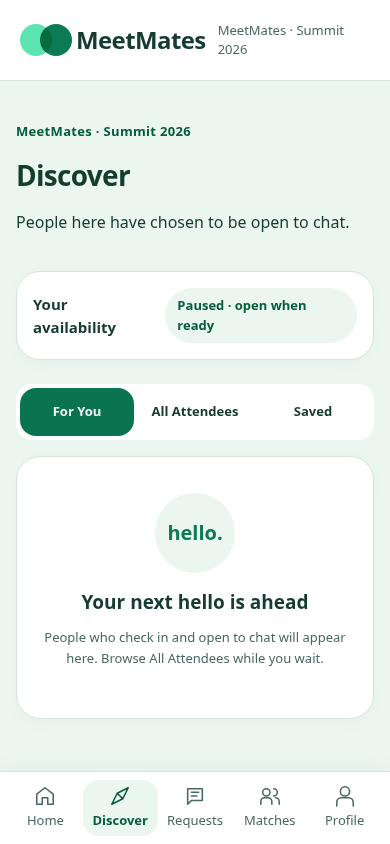 MeetMates
MeetMates · Summit
2026
MeetMates · Summit 2026
Discover
People here have chosen to be open to chat.
Your
availability
Paused · open when
ready
For You
All Attendees
Saved
hello.
Your next hello is ahead
People who check in and open to chat will appear
here. Browse All Attendees while you wait.
Home
Discover
Requests
Matches
Profile